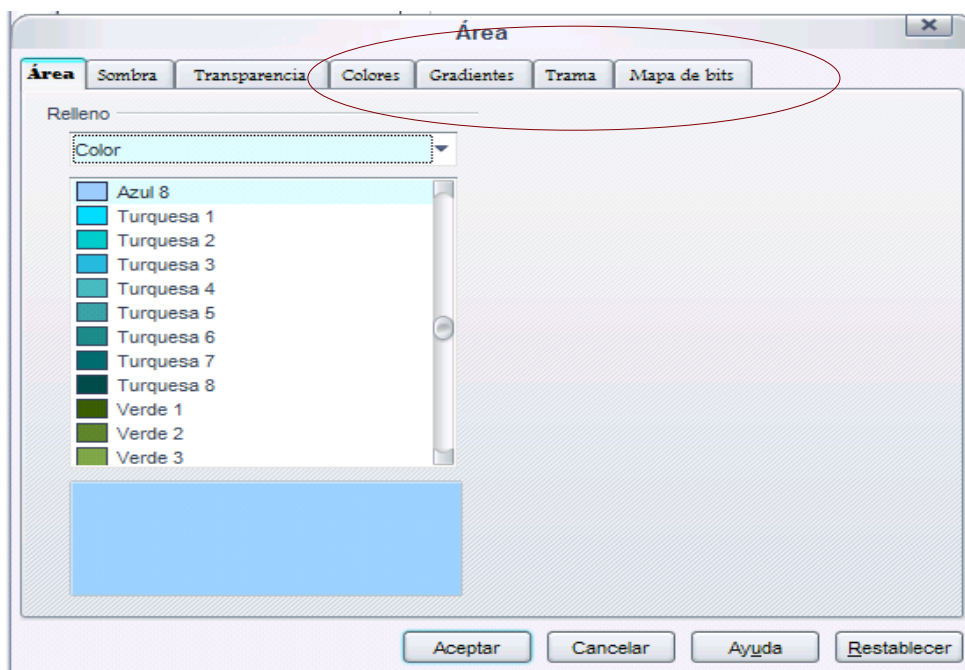 Área
Área Sombra Transparencia Colores Gradientes Trama Mapa de bits
Relleno
Color
Azul 8
Turquesa 1
Turquesa 2
Turquesa 3
Turquesa 4
Turquesa 5
Turquesa 6
Turquesa 7
Turquesa 8
Verde 1
Verde 2
Verde 3
Aceptar Cancelar Ayuda Restablecer